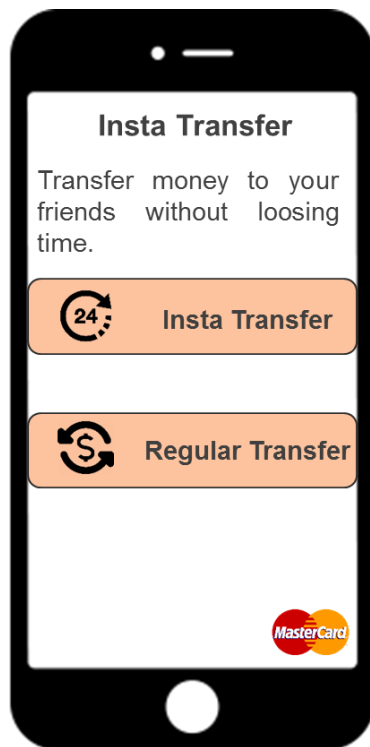 Insta Transfer
Transfer money to your
friends without loosing
time.
24
Insta Transfer
$
Regular Transfer
MasterCard